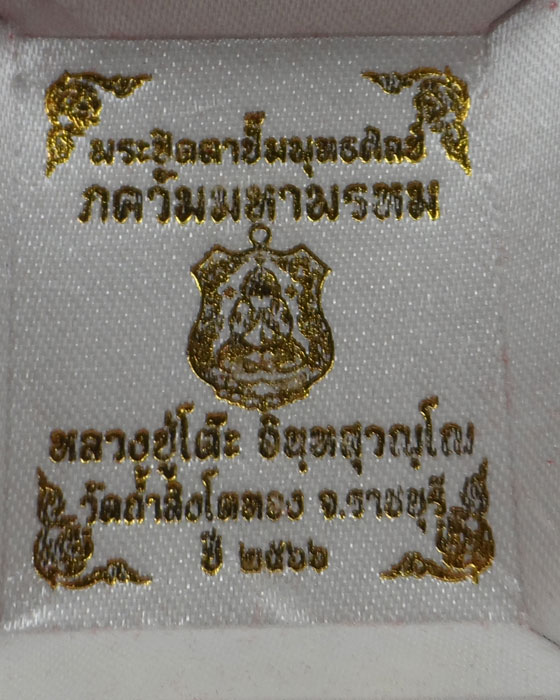 พระปิดตาปั๊มพุทธศิลป์
ภควัมมหาพรหม
หลวงปู่โต๊ะ อินฺทสุวณฺโณ
วัดถ้ำสิงโตทอง จ.ราชบุรี
ปี ๒๕๖๖